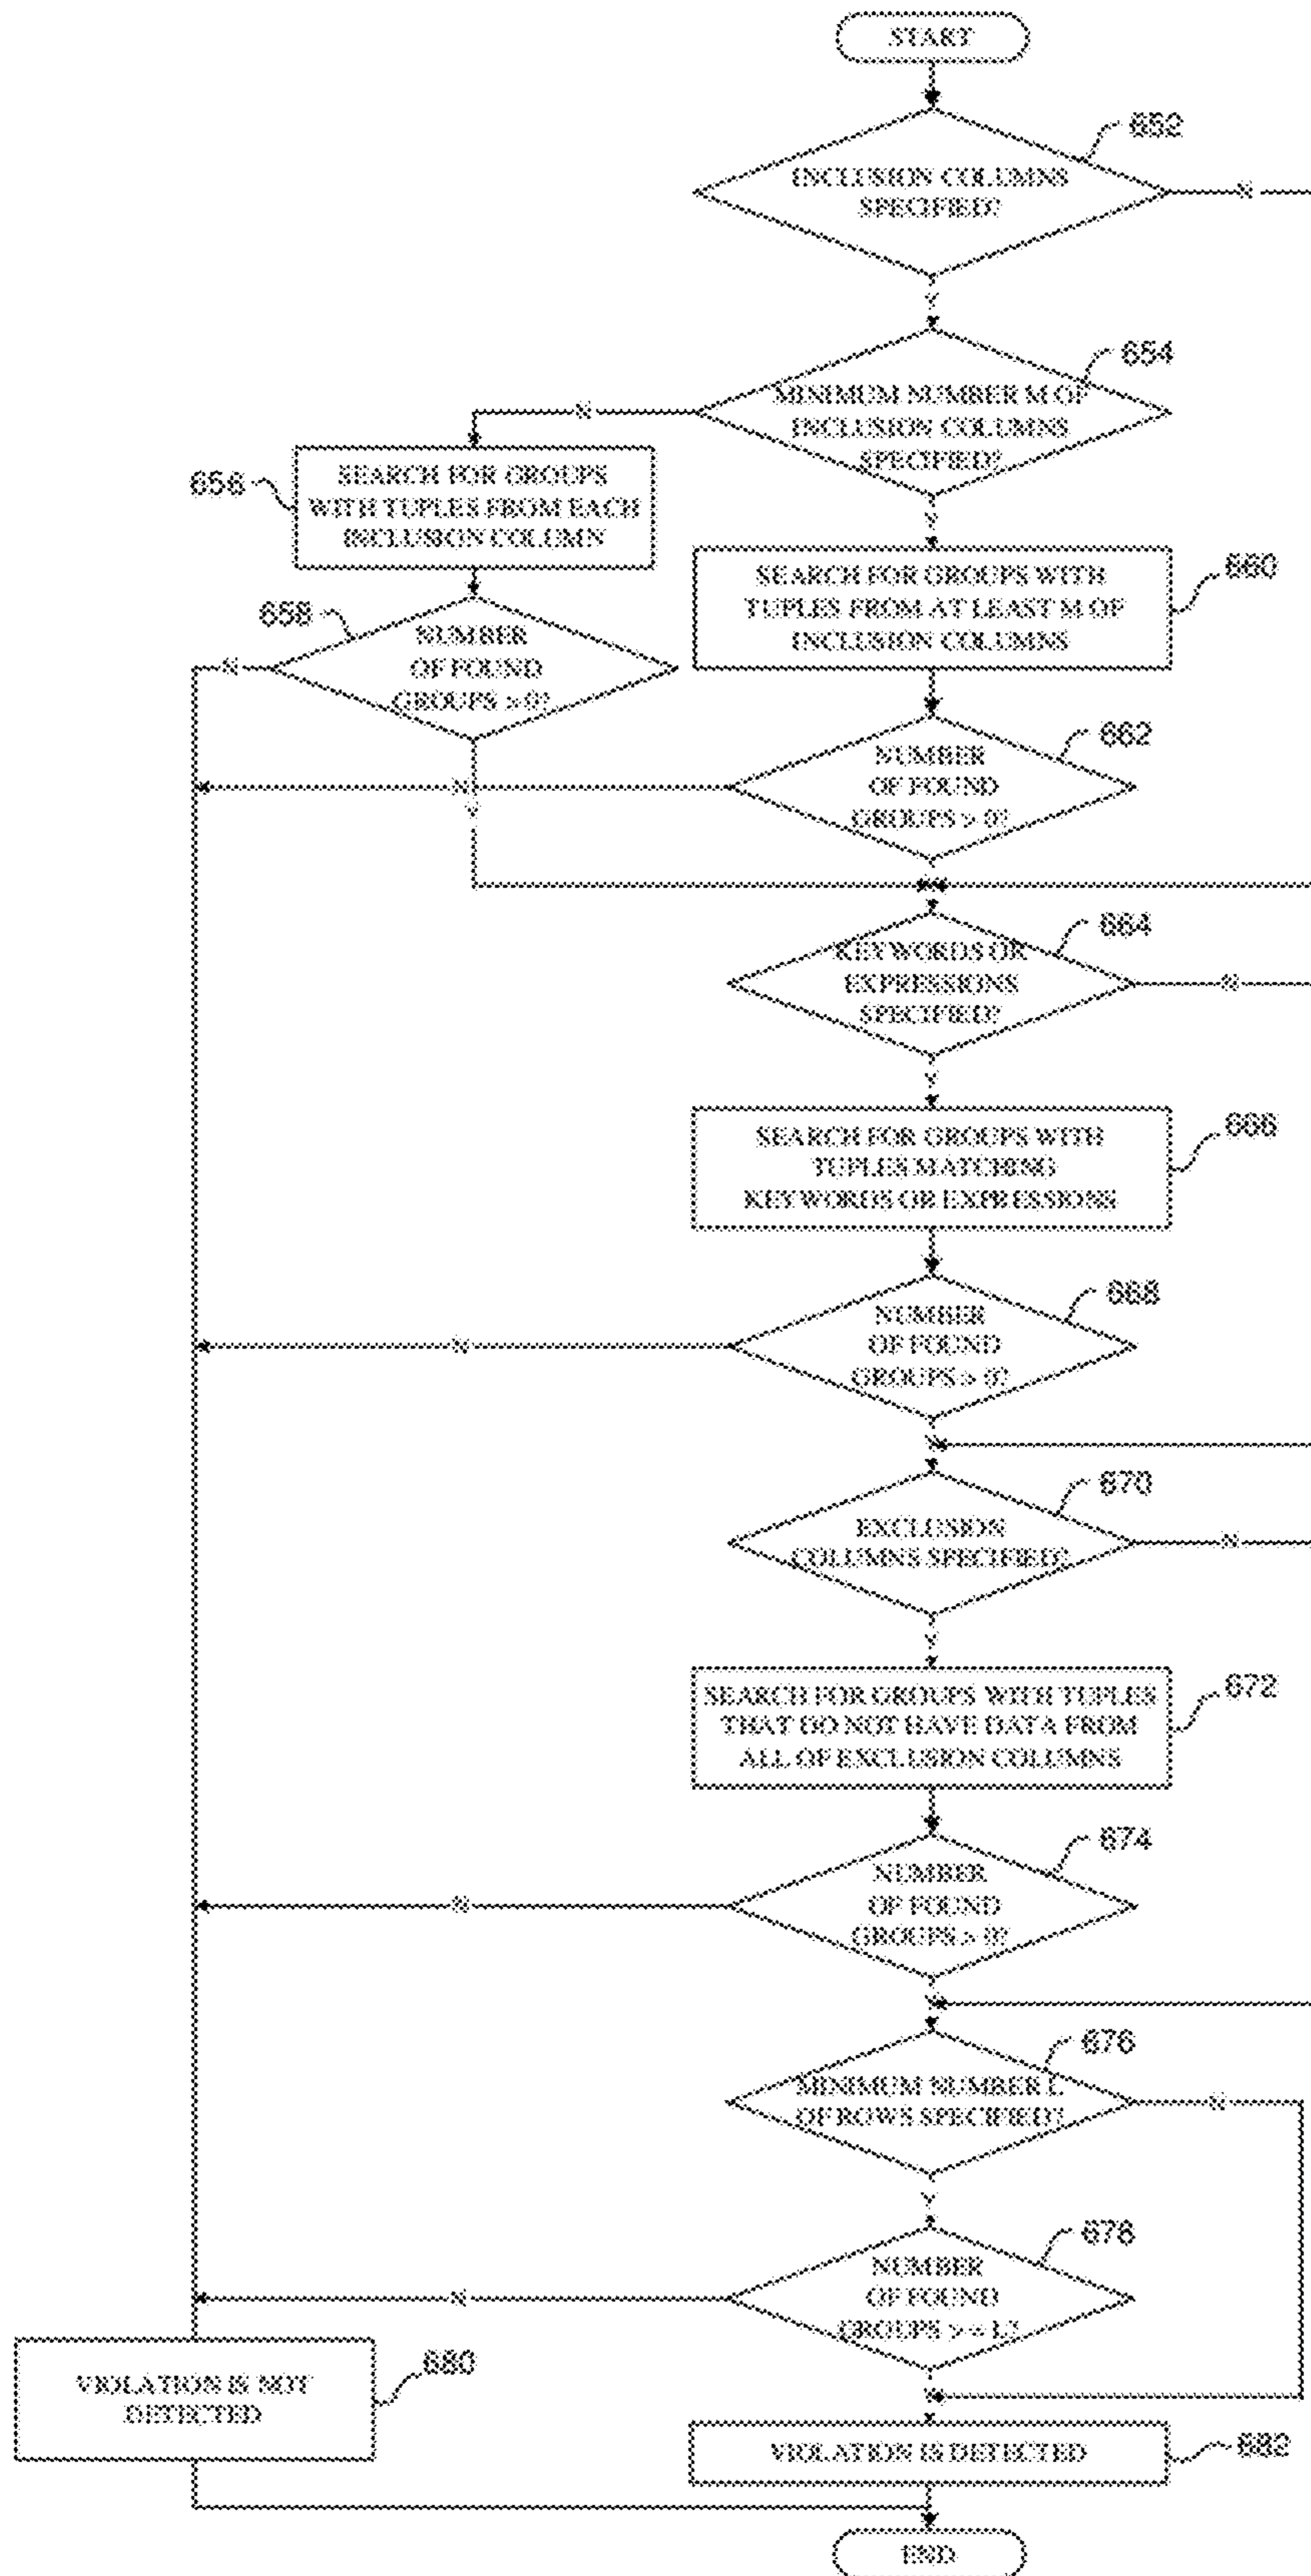 START
652
INCLUSION COLUMNS
SPECIFIED?
N
Y
654
MINIMUM NUMBER M OF
INCLUSION COLUMNS
SPECIFIED?
N
Y
656
SEARCH FOR GROUPS
WITH TUPLES FROM EACH
INCLUSION COLUMN
660
SEARCH FOR GROUPS WITH
TUPLES FROM AT LEAST M OF
INCLUSION COLUMNS
658
NUMBER
OF FOUND
GROUPS > 0?
N
Y
662
NUMBER
OF FOUND
GROUPS > 0?
N
Y
664
KEYWORDS OR
EXPRESSIONS
SPECIFIED?
N
Y
666
SEARCH FOR GROUPS WITH
TUPLES MATCHING
KEYWORDS OR EXPRESSIONS
668
NUMBER
OF FOUND
GROUPS > 0?
N
Y
670
EXCLUSION
COLUMNS SPECIFIED?
N
Y
672
SEARCH FOR GROUPS WITH TUPLES
THAT DO NOT HAVE DATA FROM
ALL OF EXCLUSION COLUMNS
674
NUMBER
OF FOUND
GROUPS > 0?
N
Y
676
MINIMUM NUMBER L
OF ROWS SPECIFIED?
N
Y
678
NUMBER
OF FOUND
GROUPS > = L?
N
Y
680
VIOLATION IS NOT
DETECTED
682
VIOLATION IS DETECTED
END